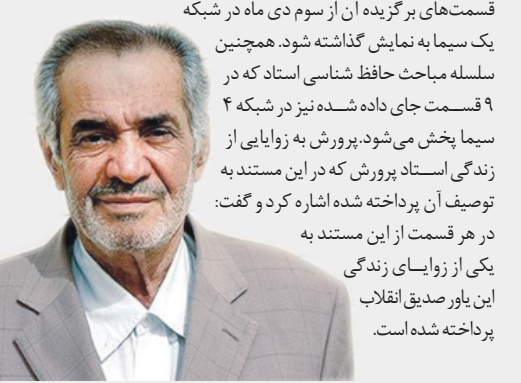 قسمت‌های برگزیده آن از سوم دی ماه در شبکه
یک سیما به نمایش گذاشته شود. همچنین
سلسله مباحث حافظ شناسی استاد که در
۹ قسمت جای داده شده نیز در شبکه ۴
سیما پخش می‌شود.پرورش به زوایایی از
زندگی استاد پرورش که در این مستند به
توصیف آن پرداخته شده اشاره کرد و گفت:
در هر قسمت از این مستند به
یکی از زوایای زندگی
این یاور صدیق انقلاب
پرداخته شده است.